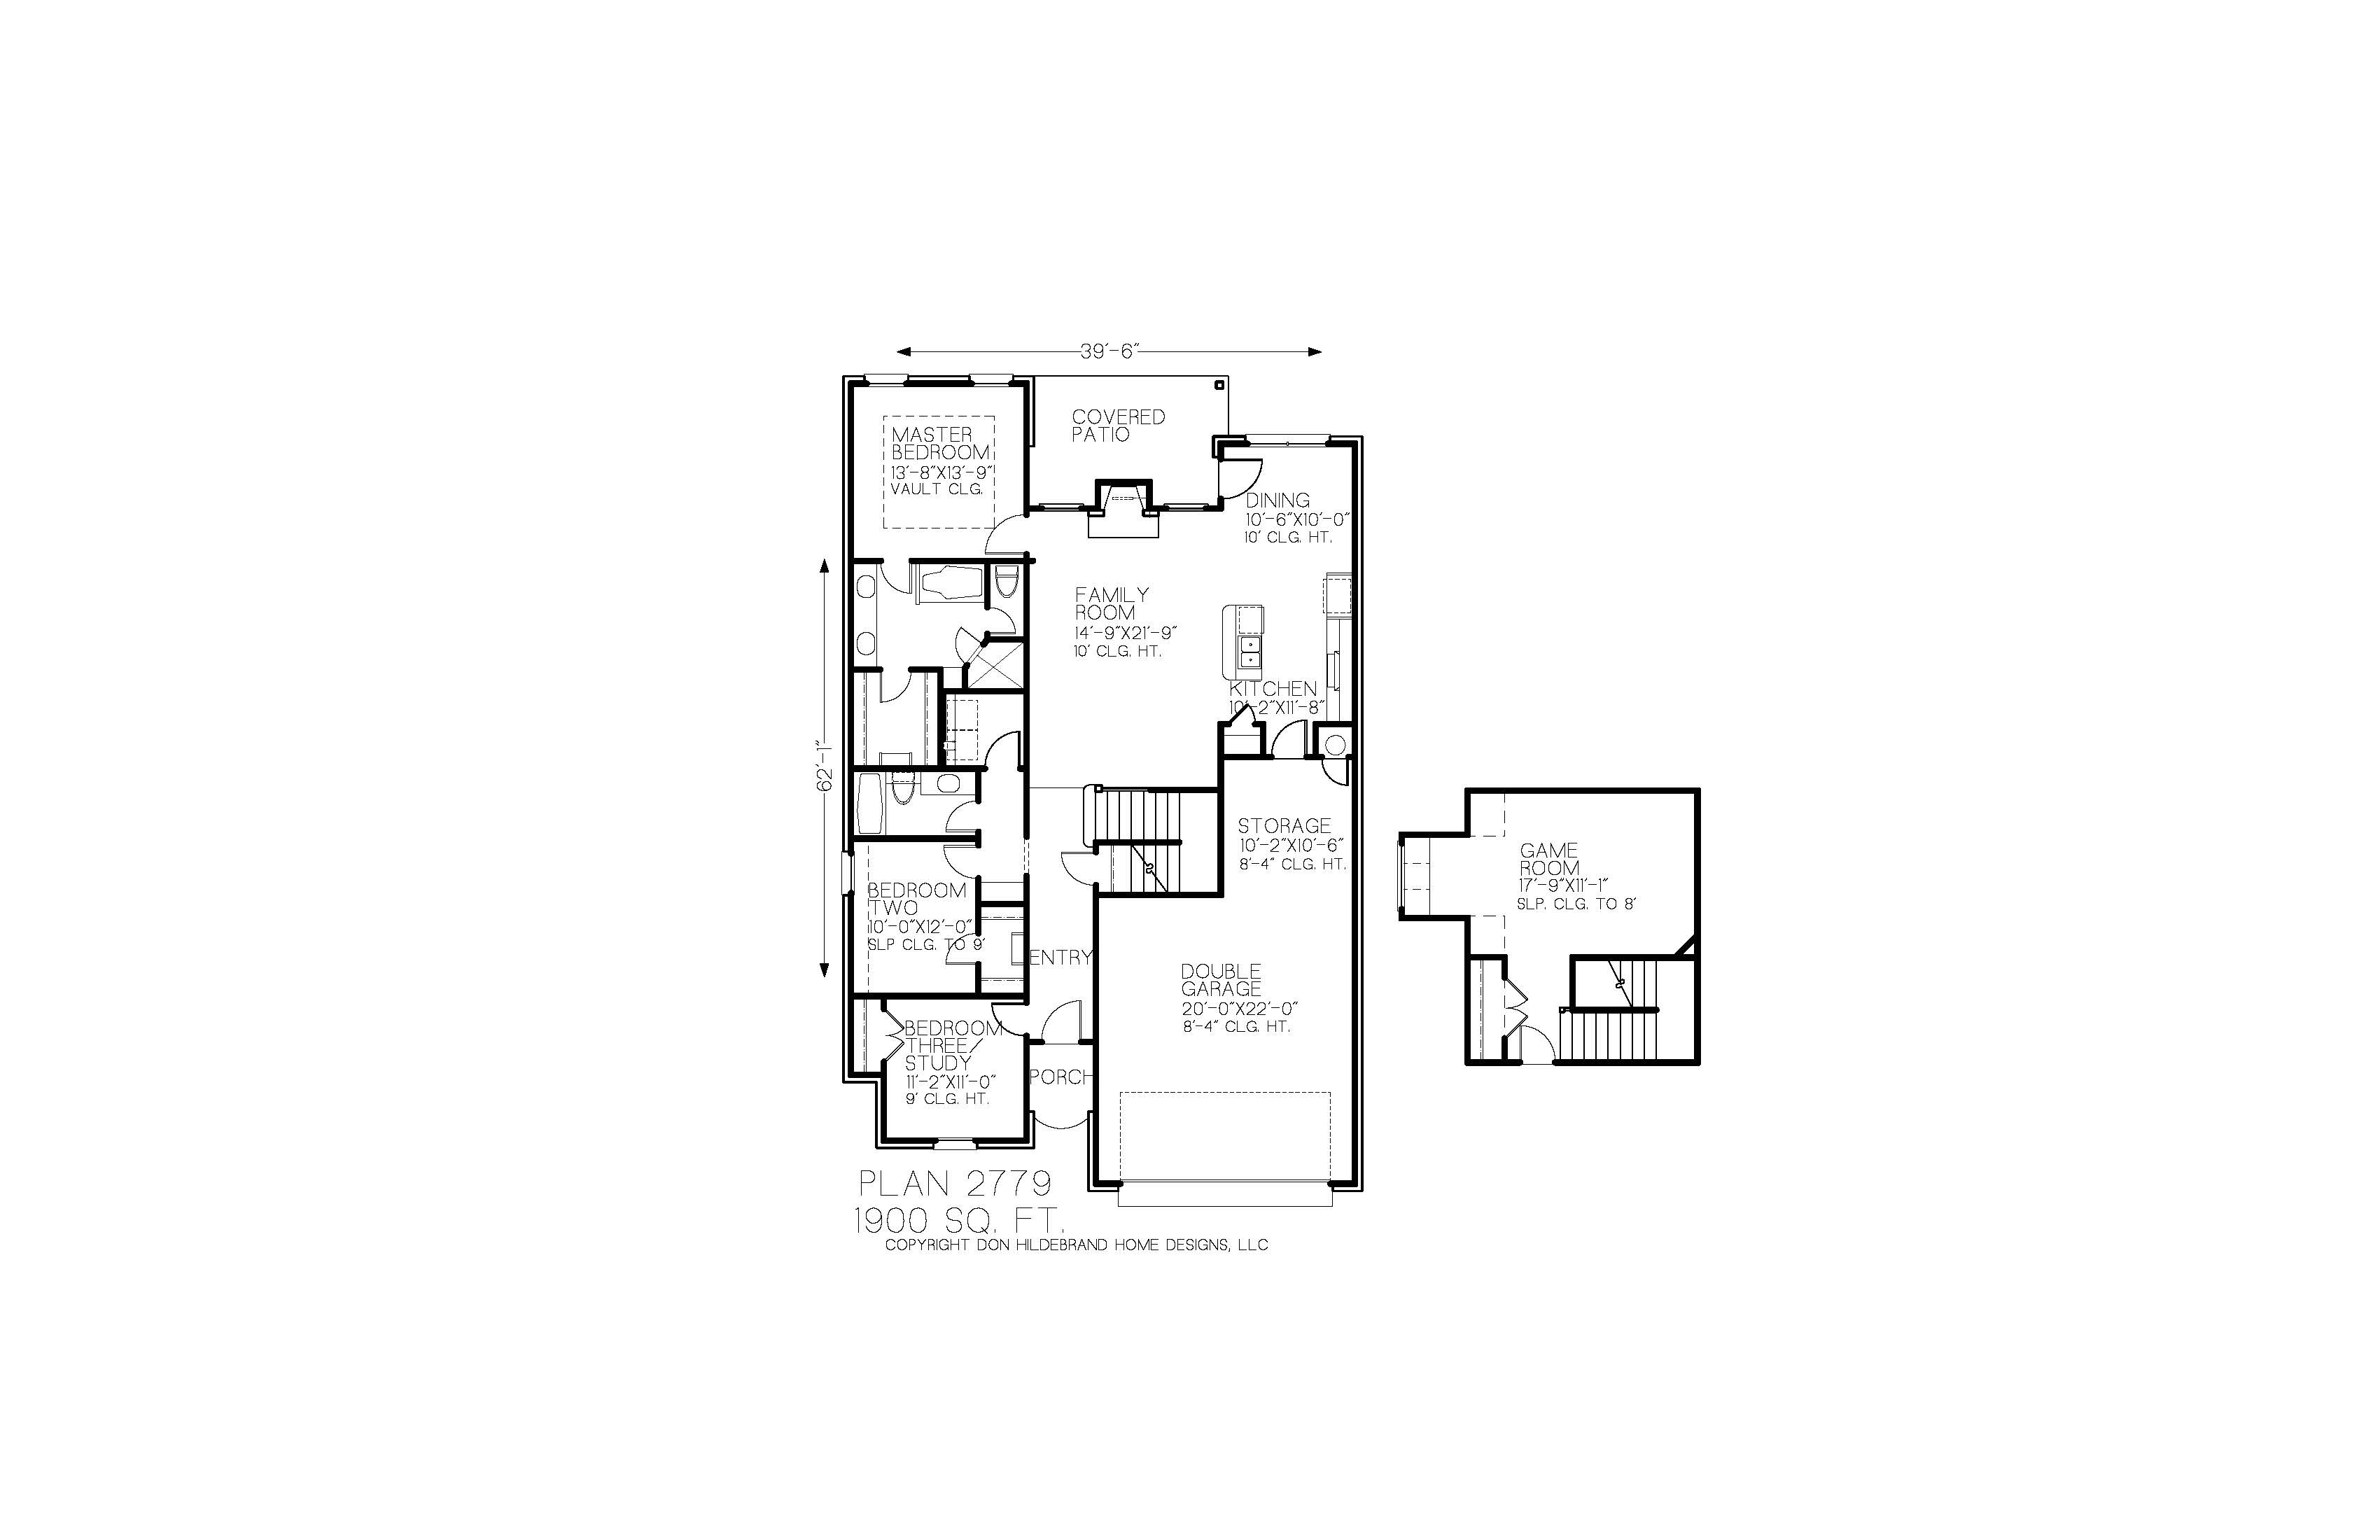 39'-6"
COVERED
PATIO
MASTER
BEDROOM
13'-8"X13'-9"
VAULT CLG.
DINING
10'-6"X10'-0"
10' CLG. HT.
FAMILY
ROOM
14'-9"X21'-9"
10' CLG. HT.
KITCHEN
10'-2"X11'-8"
62'-1"
STORAGE
10'-2"X10'-6"
8'-4" CLG. HT.
GAME
ROOM
17'-9"X11'-1"
SLP. CLG. TO 8'
BEDROOM
TWO
10'-0"X12'-0"
SLP CLG. TO 9'
ENTRY
DOUBLE
GARAGE
20'-0"X22'-0"
8'-4" CLG. HT.
BEDROOM
THREE/
STUDY
11'-2"X11'-0"
9' CLG. HT.
PORCH
PLAN 2779
1900 SQ. FT.
COPYRIGHT DON HILDEBRAND HOME DESIGNS, LLC